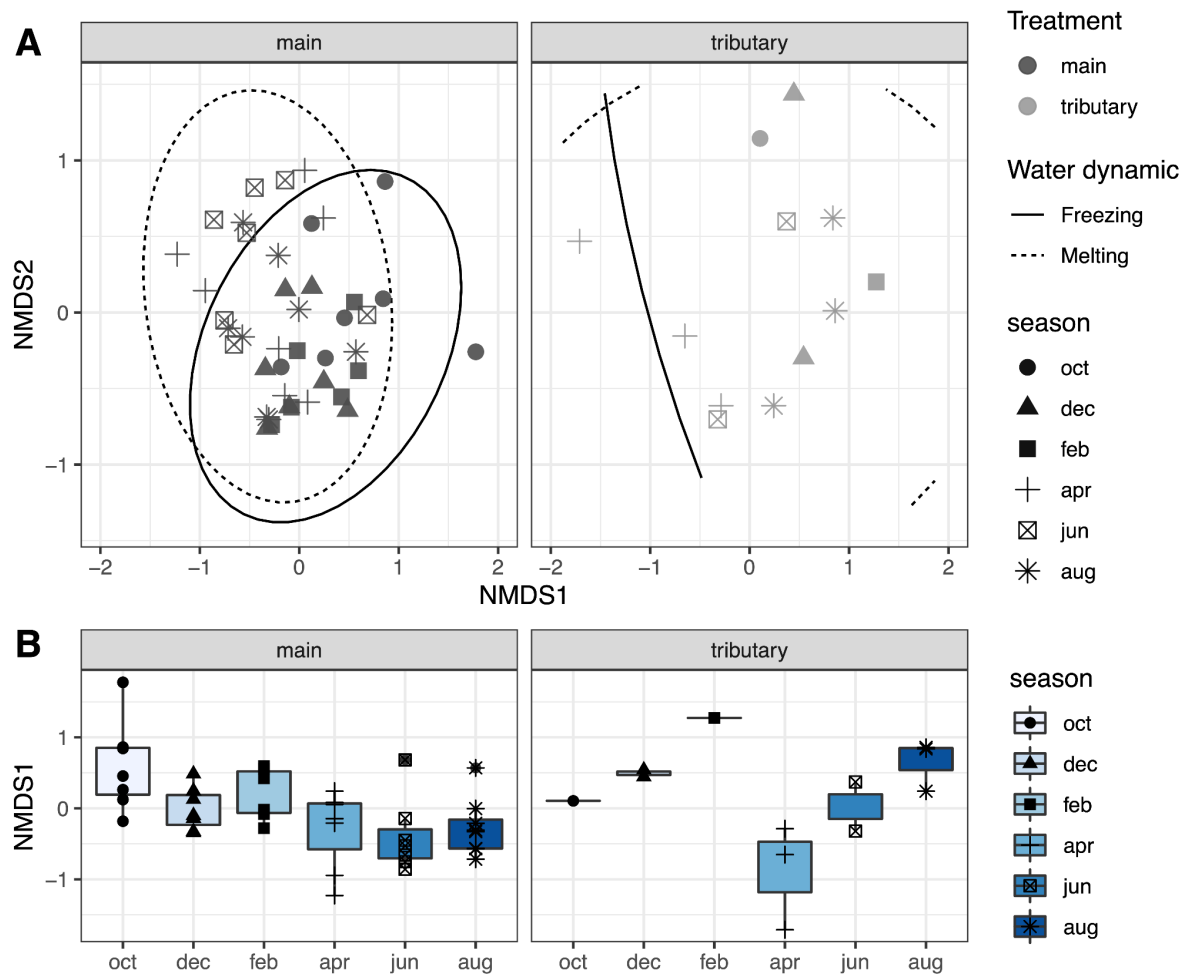 A
main
tributary
NMDS2
1
0
−1
−2
−1
0
1
2
−2
−1
0
1
2
NMDS1
Treatment
main
tributary
Water dynamic
Freezing
Melting
season
oct
dec
feb
apr
jun
aug
B
main
tributary
NMDS1
1
0
−1
oct
dec
feb
apr
jun
aug
oct
dec
feb
apr
jun
aug
season
oct
dec
feb
apr
jun
aug